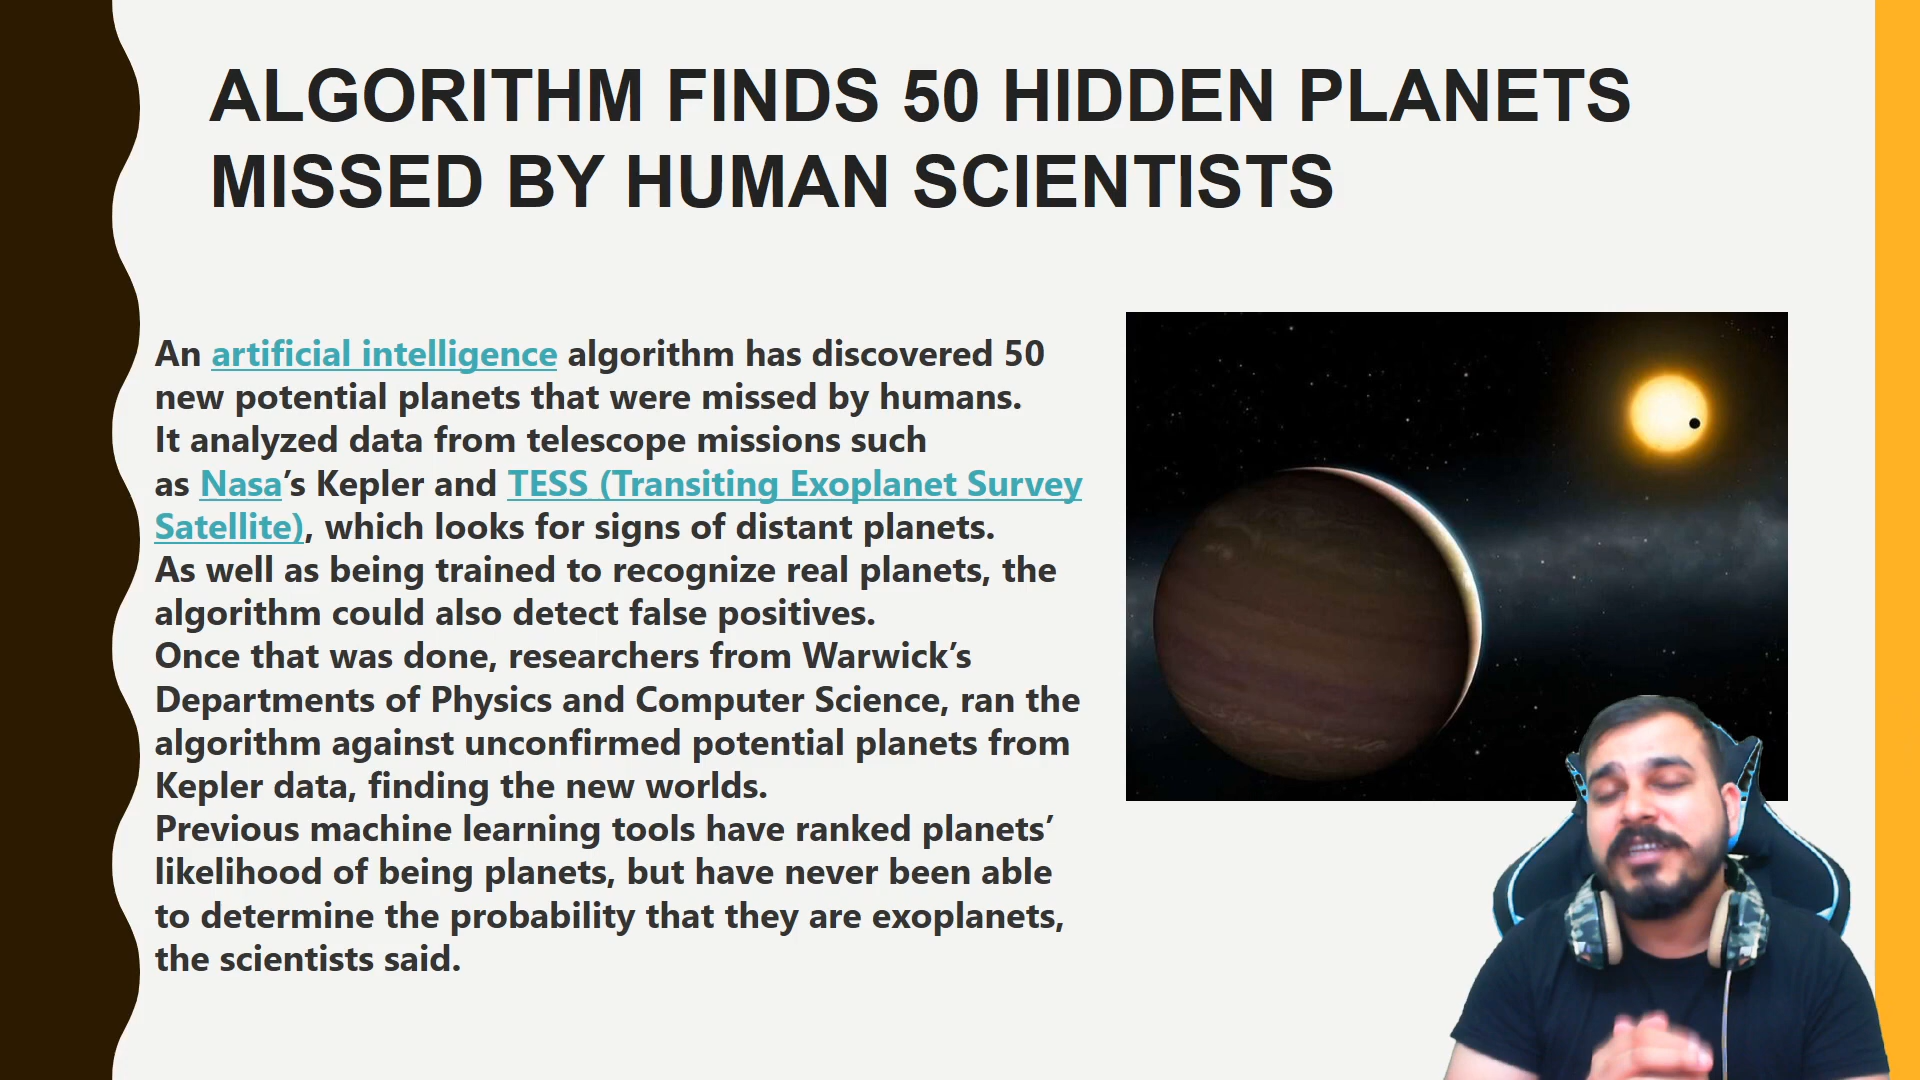 ALGORITHM FINDS 50 HIDDEN PLANETS
MISSED BY HUMAN SCIENTISTS
An artificial intelligence algorithm has discovered 50
new potential planets that were missed by humans.
It analyzed data from telescope missions such
as Nasa’s Kepler and TESS (Transiting Exoplanet Survey
Satellite), which looks for signs of distant planets.
As well as being trained to recognize real planets, the
algorithm could also detect false positives.
Once that was done, researchers from Warwick’s
Departments of Physics and Computer Science, ran the
algorithm against unconfirmed potential planets from
Kepler data, finding the new worlds.
Previous machine learning tools have ranked planets’
likelihood of being planets, but have never been able
to determine the probability that they are exoplanets,
the scientists said.